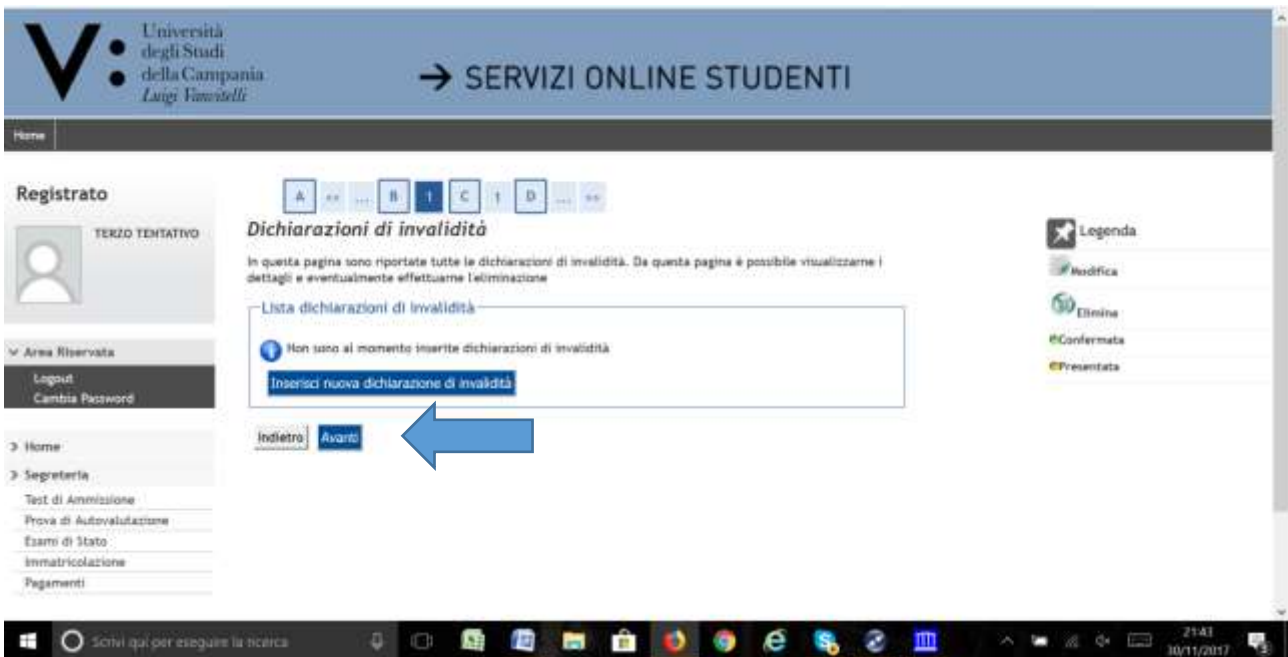 V:
Università
degli Studi
della Campania
Luigi Vanvitelli
→ SERVIZI ONLINE STUDENTI
Home
Registrato
TERZO TENTATIVO
A << ... B 1 C 1 D ... >>
Dichiarazioni di invalidità
In questa pagina sono riportate tutte le dichiarazioni di invalidità. Da questa pagina è possibile visualizzarne i
dettagli e eventualmente effettuarne l'eliminazione
Lista dichiarazioni di invalidità
Non sono al momento inserite dichiarazioni di invalidità
Inserisci nuova dichiarazione di invalidità
Indietro Avanti
Legenda
Modifica
Elimina
Confermata
Presentata
Area Riservata
Logout
Cambia Password
Home
Segreteria
Test di Ammissione
Prova di Autovalutazione
Esami di Stato
Immatricolazione
Pagamenti
Scrivi qui per eseguire la ricerca
21:43
30/11/2017